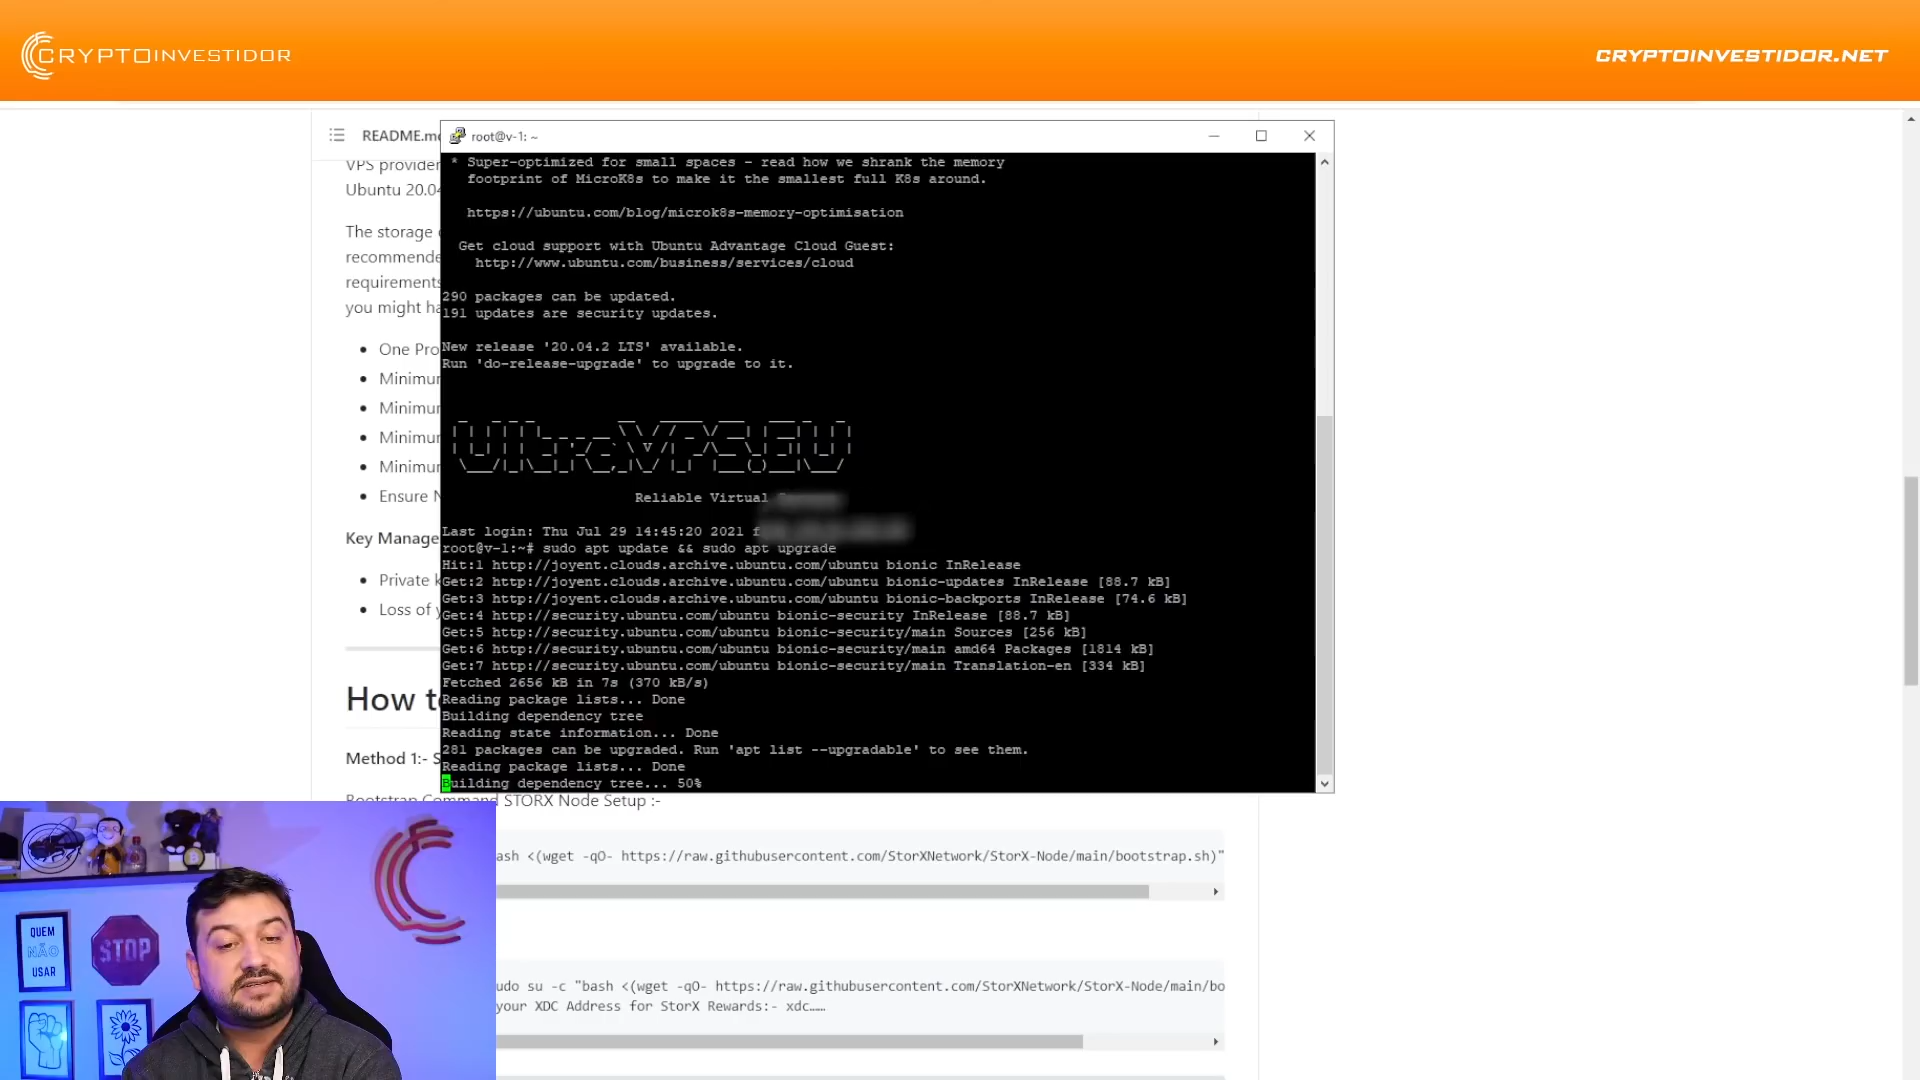 CRYPTOINVESTIDOR
CRYPTOINVESTIDOR.NET
README.m
VPS provider
Ubuntu 20.04
The storage
recommende
requirements
you might ha
One Pro
Minimum
Minimum
Minimum
Minimum
Ensure N
Key Manage
Private k
Loss of y
How to
Method 1:- S
Bootstrap Command STORX Node Setup :-
root@v-1: ~
* Super-optimized for small spaces - read how we shrank the memory
footprint of MicroK8s to make it the smallest full K8s around.
https://ubuntu.com/blog/microk8s-memory-optimisation
Get cloud support with Ubuntu Advantage Cloud Guest:
http://www.ubuntu.com/business/services/cloud
290 packages can be updated.
191 updates are security updates.
New release '20.04.2 LTS' available.
Run 'do-release-upgrade' to upgrade to it.
UltraVPS.EU
Reliable Virtual
Last login: Thu Jul 29 14:45:20 2021 f
root@v-1:~# sudo apt update && sudo apt upgrade
Hit:1 http://joyent.clouds.archive.ubuntu.com/ubuntu bionic InRelease
Get:2 http://joyent.clouds.archive.ubuntu.com/ubuntu bionic-updates InRelease [88.7 kB]
Get:3 http://joyent.clouds.archive.ubuntu.com/ubuntu bionic-backports InRelease [74.6 kB]
Get:4 http://security.ubuntu.com/ubuntu bionic-security InRelease [88.7 kB]
Get:5 http://security.ubuntu.com/ubuntu bionic-security/main Sources [256 kB]
Get:6 http://security.ubuntu.com/ubuntu bionic-security/main amd64 Packages [1814 kB]
Get:7 http://security.ubuntu.com/ubuntu bionic-security/main Translation-en [334 kB]
Fetched 2656 kB in 7s (370 kB/s)
Reading package lists... Done
Building dependency tree
Reading state information... Done
281 packages can be upgraded. Run 'apt list --upgradable' to see them.
Reading package lists... Done
Building dependency tree... 50%
ash <(wget -qO- https://raw.githubusercontent.com/StorXNetwork/StorX-Node/main/bootstrap.sh)"
udo su -c "bash <(wget -qO- https://raw.githubusercontent.com/StorXNetwork/StorX-Node/main/bo
your XDC Address for StorX Rewards:- xdc……
QUEM
NÃO
USAR
STOP